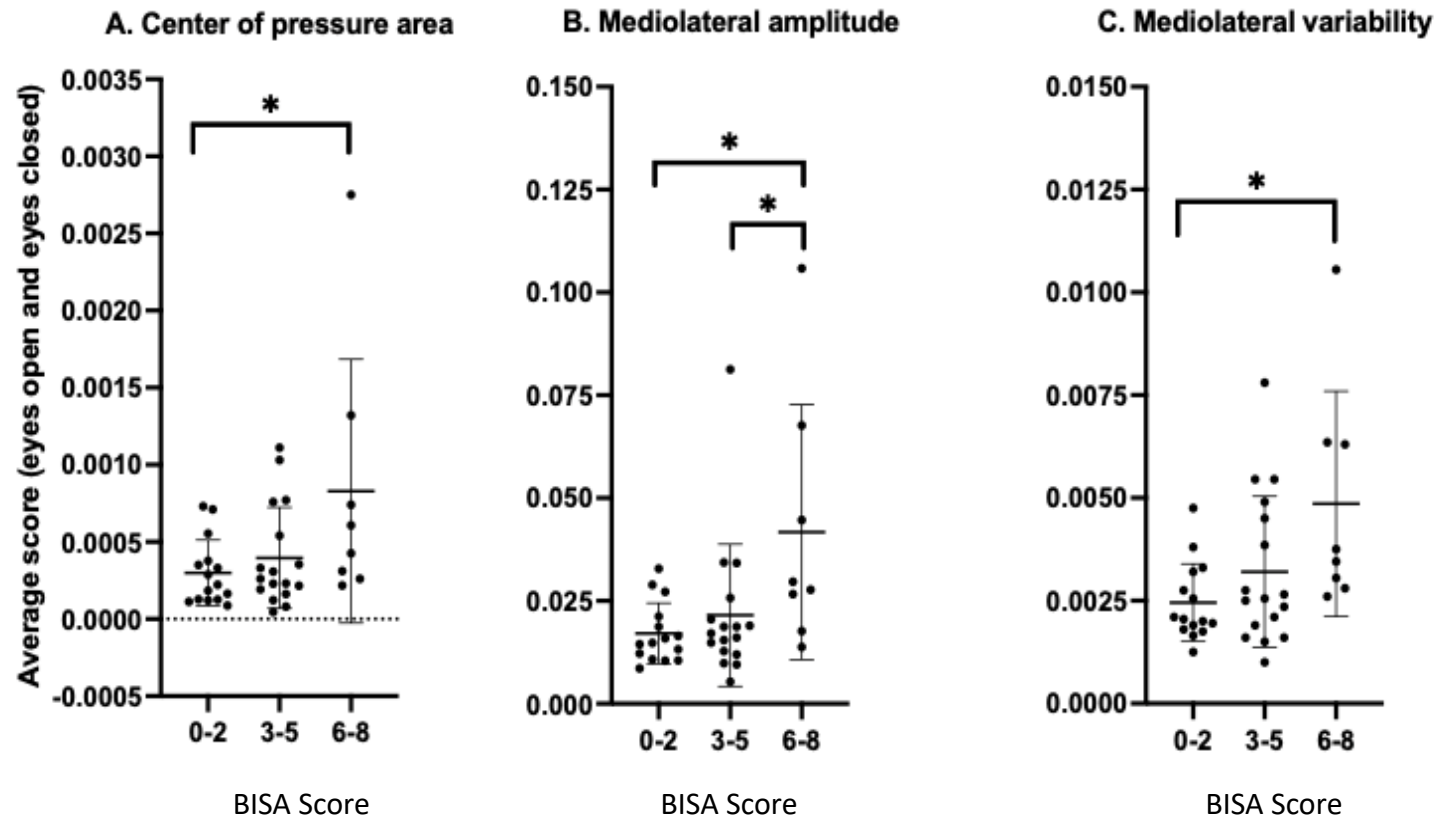 A. Center of pressure area
B. Mediolateral amplitude
C. Mediolateral variability
Average score (eyes open and eyes closed)
0.0035
0.0030
0.0025
0.0020
0.0015
0.0010
0.0005
0.0000
-0.0005
*
0-2 3-5 6-8
BISA Score
0.150
0.125
0.100
0.075
0.050
0.025
0.000
*
*
0-2 3-5 6-8
BISA Score
0.0150
0.0125
0.0100
0.0075
0.0050
0.0025
0.0000
*
0-2 3-5 6-8
BISA Score